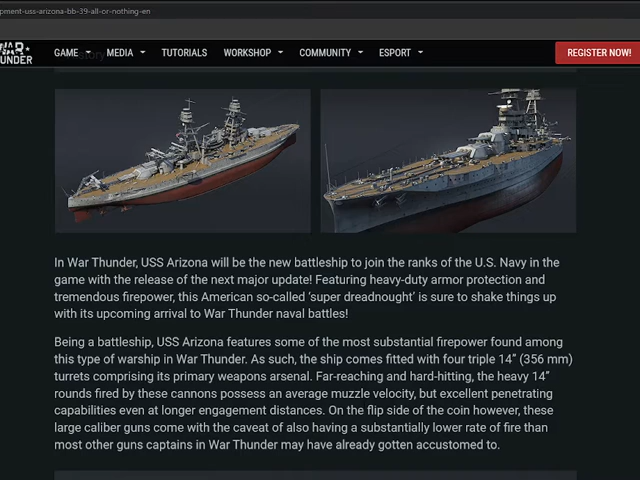 pment-uss-arizona-bb-39-all-or-nothing-en
WAR
THUNDER
GAME MEDIA TUTORIALS WORKSHOP COMMUNITY ESPORT REGISTER NOW!
In War Thunder, USS Arizona will be the new battleship to join the ranks of the U.S. Navy in the
game with the release of the next major update! Featuring heavy-duty armor protection and
tremendous firepower, this American so-called ‘super dreadnought’ is sure to shake things up
with its upcoming arrival to War Thunder naval battles!
Being a battleship, USS Arizona features some of the most substantial firepower found among
this type of warship in War Thunder. As such, the ship comes fitted with four triple 14” (356 mm)
turrets comprising its primary weapons arsenal. Far-reaching and hard-hitting, the heavy 14”
rounds fired by these cannons possess an average muzzle velocity, but excellent penetrating
capabilities even at longer engagement distances. On the flip side of the coin however, these
large caliber guns come with the caveat of also having a substantially lower rate of fire than
most other guns captains in War Thunder may have already gotten accustomed to.